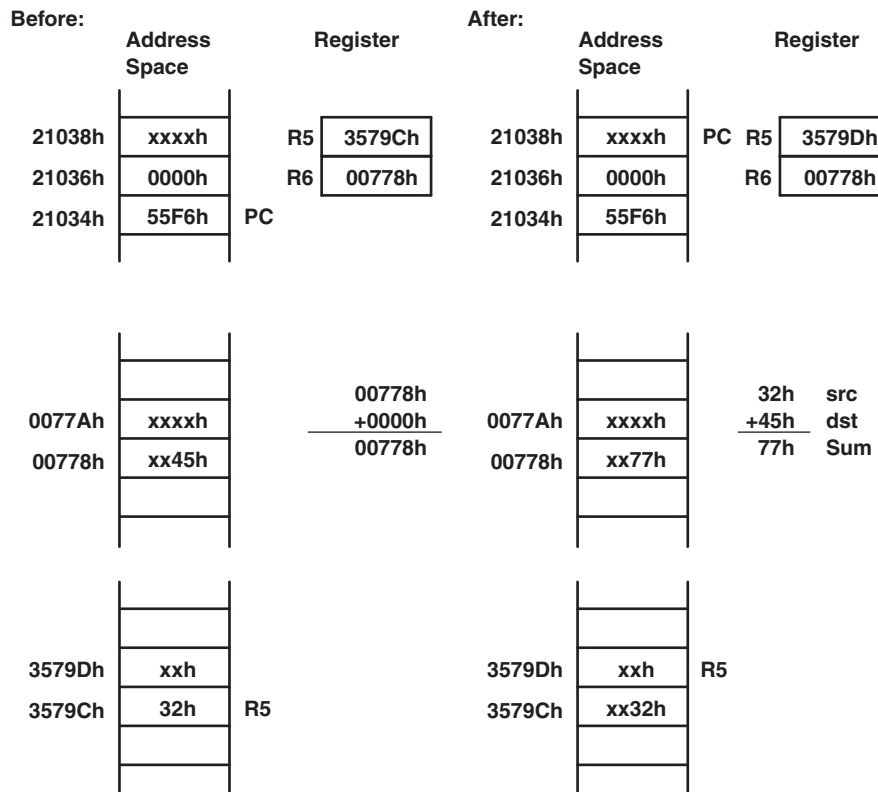 Before: After:
Address Register Address Register
Space Space
21038h xxxxh R5 3579Ch 21038h xxxxh PC R5 3579Dh
21036h 0000h R6 00778h 21036h 0000h R6 00778h
21034h 55F6h PC 21034h 55F6h
00778h 32h src
0077Ah xxxxh +0000h 0077Ah xxxxh +45h dst
00778h xx45h 00778h 00778h xx77h 77h Sum
3579Dh xxh 3579Dh xxh R5
3579Ch 32h R5 3579Ch xx32h